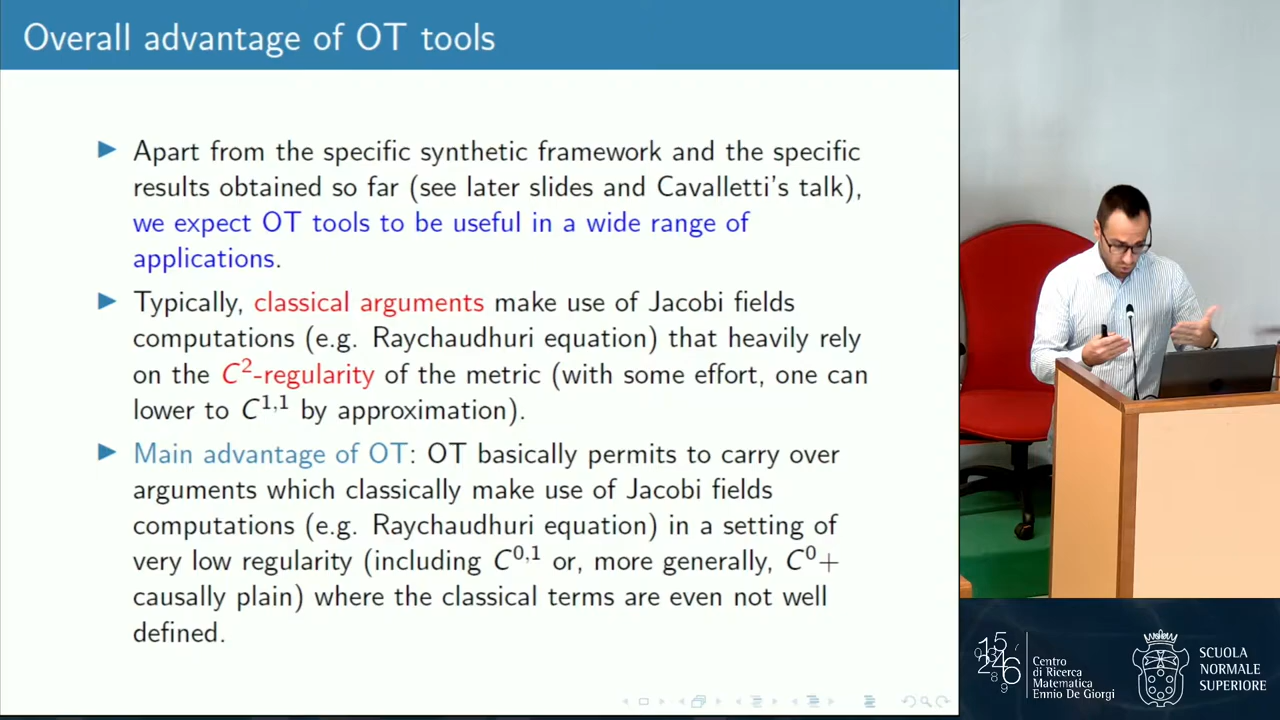 Overall advantage of OT tools
Apart from the specific synthetic framework and the specific
results obtained so far (see later slides and Cavalletti's talk),
we expect OT tools to be useful in a wide range of
applications.
Typically, classical arguments make use of Jacobi fields
computations (e.g. Raychaudhuri equation) that heavily rely
on the C²-regularity of the metric (with some effort, one can
lower to C¹,¹ by approximation).
Main advantage of OT: OT basically permits to carry over
arguments which classically make use of Jacobi fields
computations (e.g. Raychaudhuri equation) in a setting of
very low regularity (including C⁰,¹ or, more generally, C⁰+
causally plain) where the classical terms are even not well
defined.
Centro
di Ricerca
Matematica
Ennio De Giorgi
SCUOLA
NORMALE
SUPERIORE